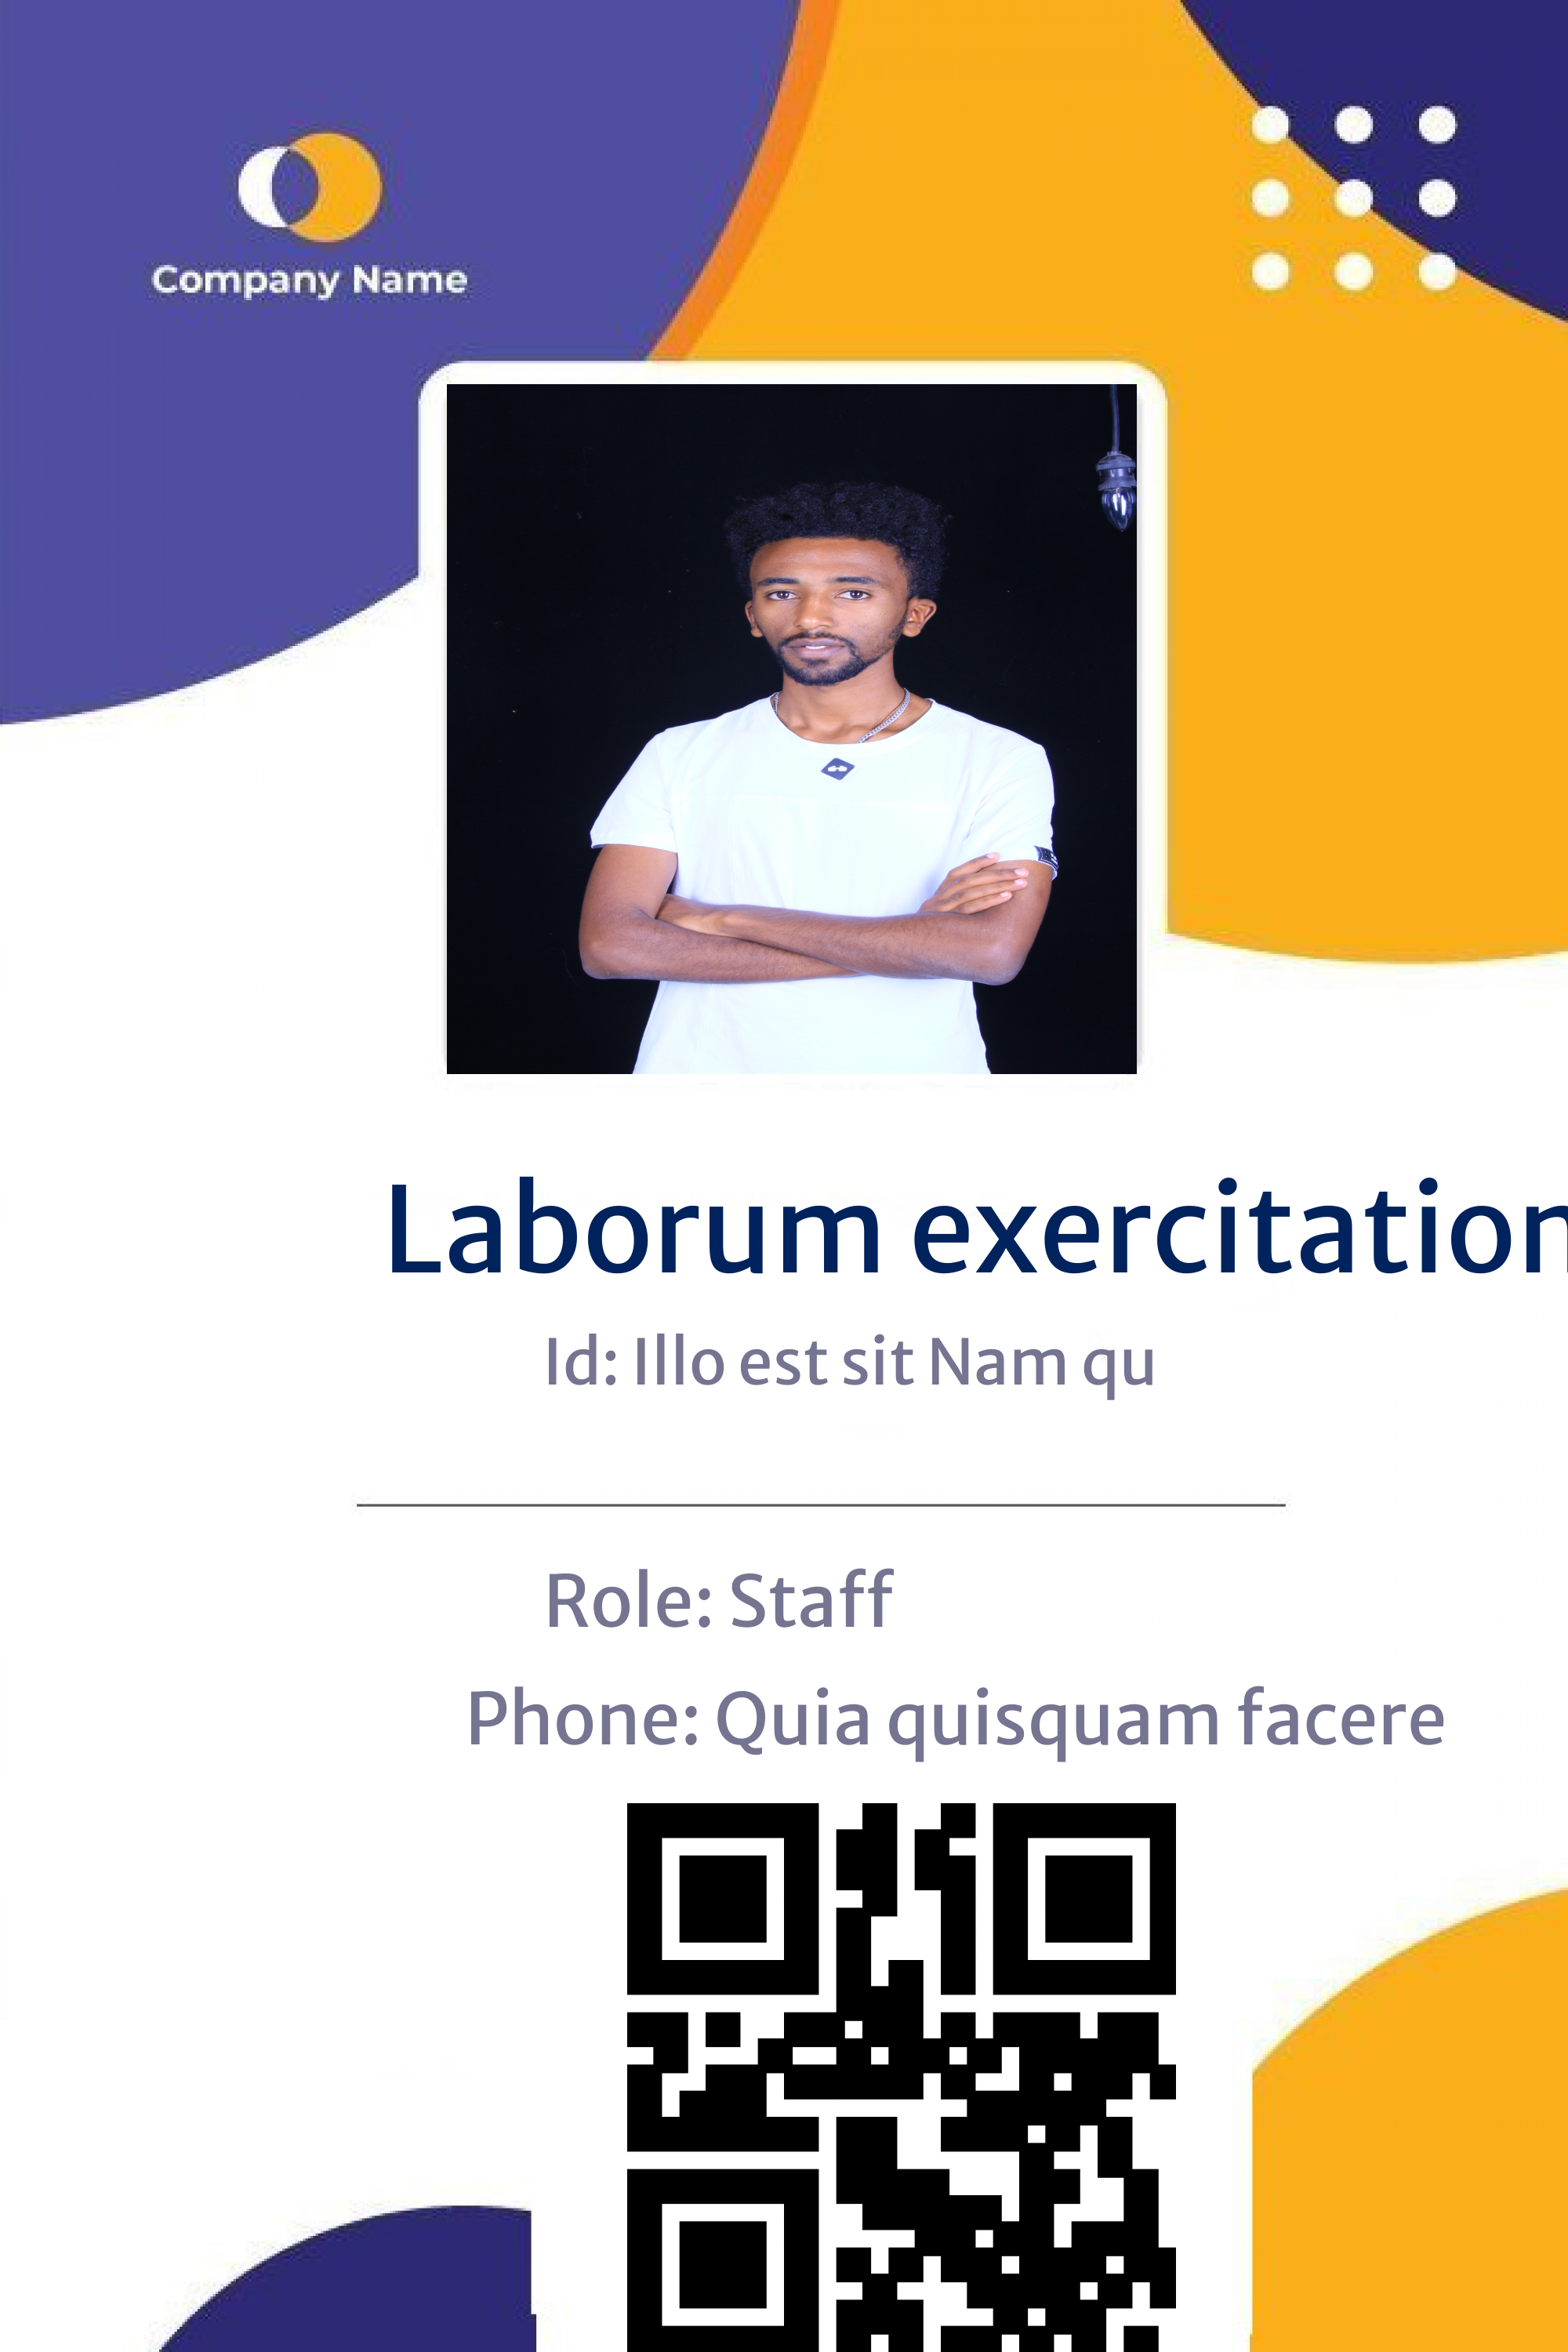 Company Name
Laborum exercitation
Id: Illo est sit Nam qu
Role: Staff
Phone: Quia quisquam facere